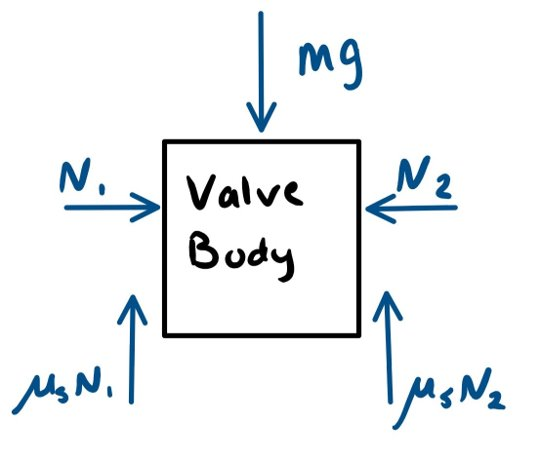 mg
N₁
N₂
Valve
Body
μₛN₁
μₛN₂